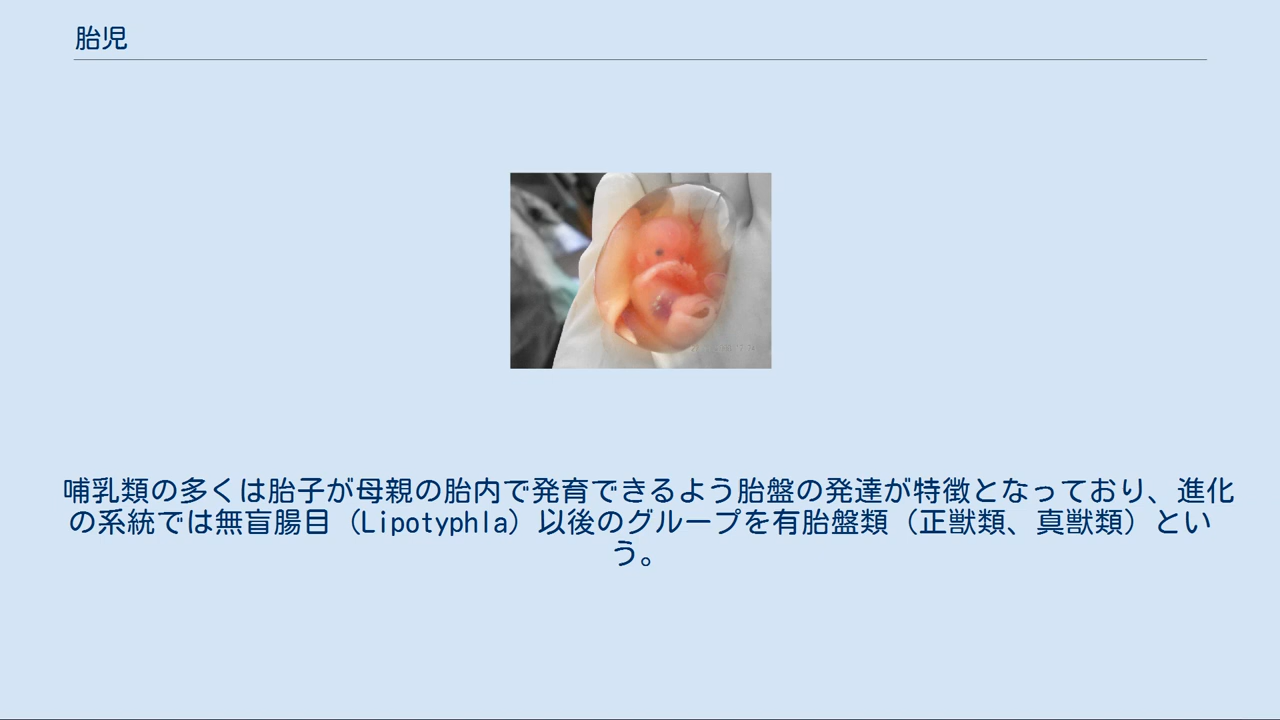 胎児
哺乳類の多くは胎子が母親の胎内で発育できるよう胎盤の発達が特徴となっており、進化
の系統では無盲腸目（Lipotyphla）以後のグループを有胎盤類（正獣類、真獣類）とい
う。